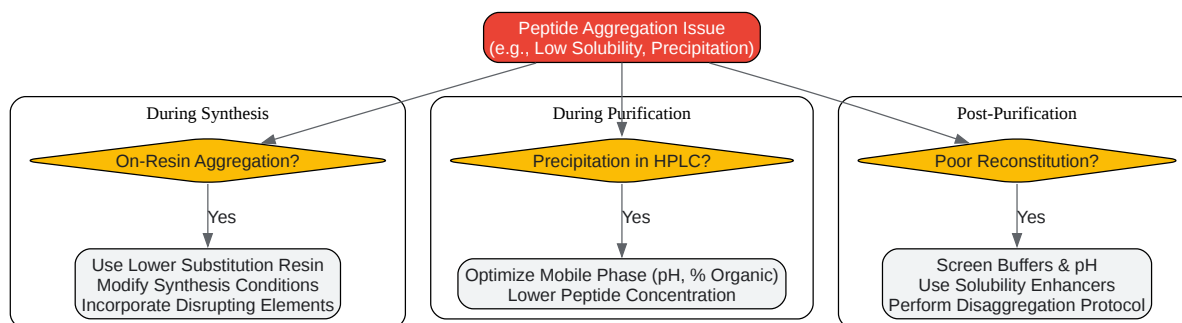 Peptide Aggregation Issue
(e.g., Low Solubility, Precipitation)
During Synthesis
On-Resin Aggregation?
Yes
Use Lower Substitution Resin
Modify Synthesis Conditions
Incorporate Disrupting Elements
During Purification
Precipitation in HPLC?
Yes
Optimize Mobile Phase (pH, % Organic)
Lower Peptide Concentration
Post-Purification
Poor Reconstitution?
Yes
Screen Buffers & pH
Use Solubility Enhancers
Perform Disaggregation Protocol